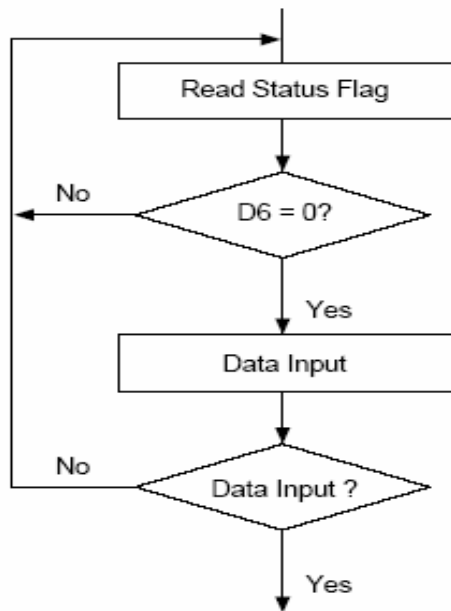 Read Status Flag
No
D6 = 0?
Yes
Data Input
No
Data Input ?
Yes